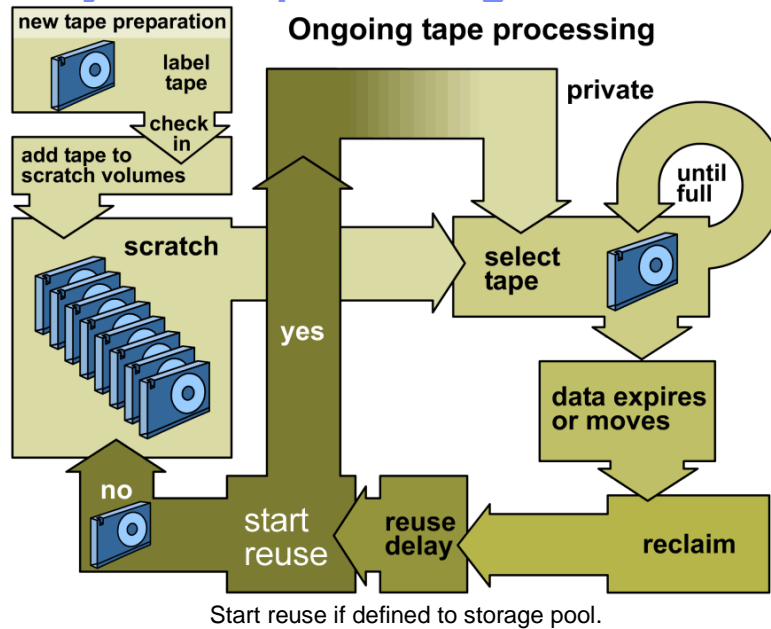 new tape preparation
label
tape
check
in
add tape to
scratch volumes
scratch
Ongoing tape processing
private
until
full
select
tape
yes
data expires
or moves
no
start
reuse
reuse
delay
reclaim
Start reuse if defined to storage pool.